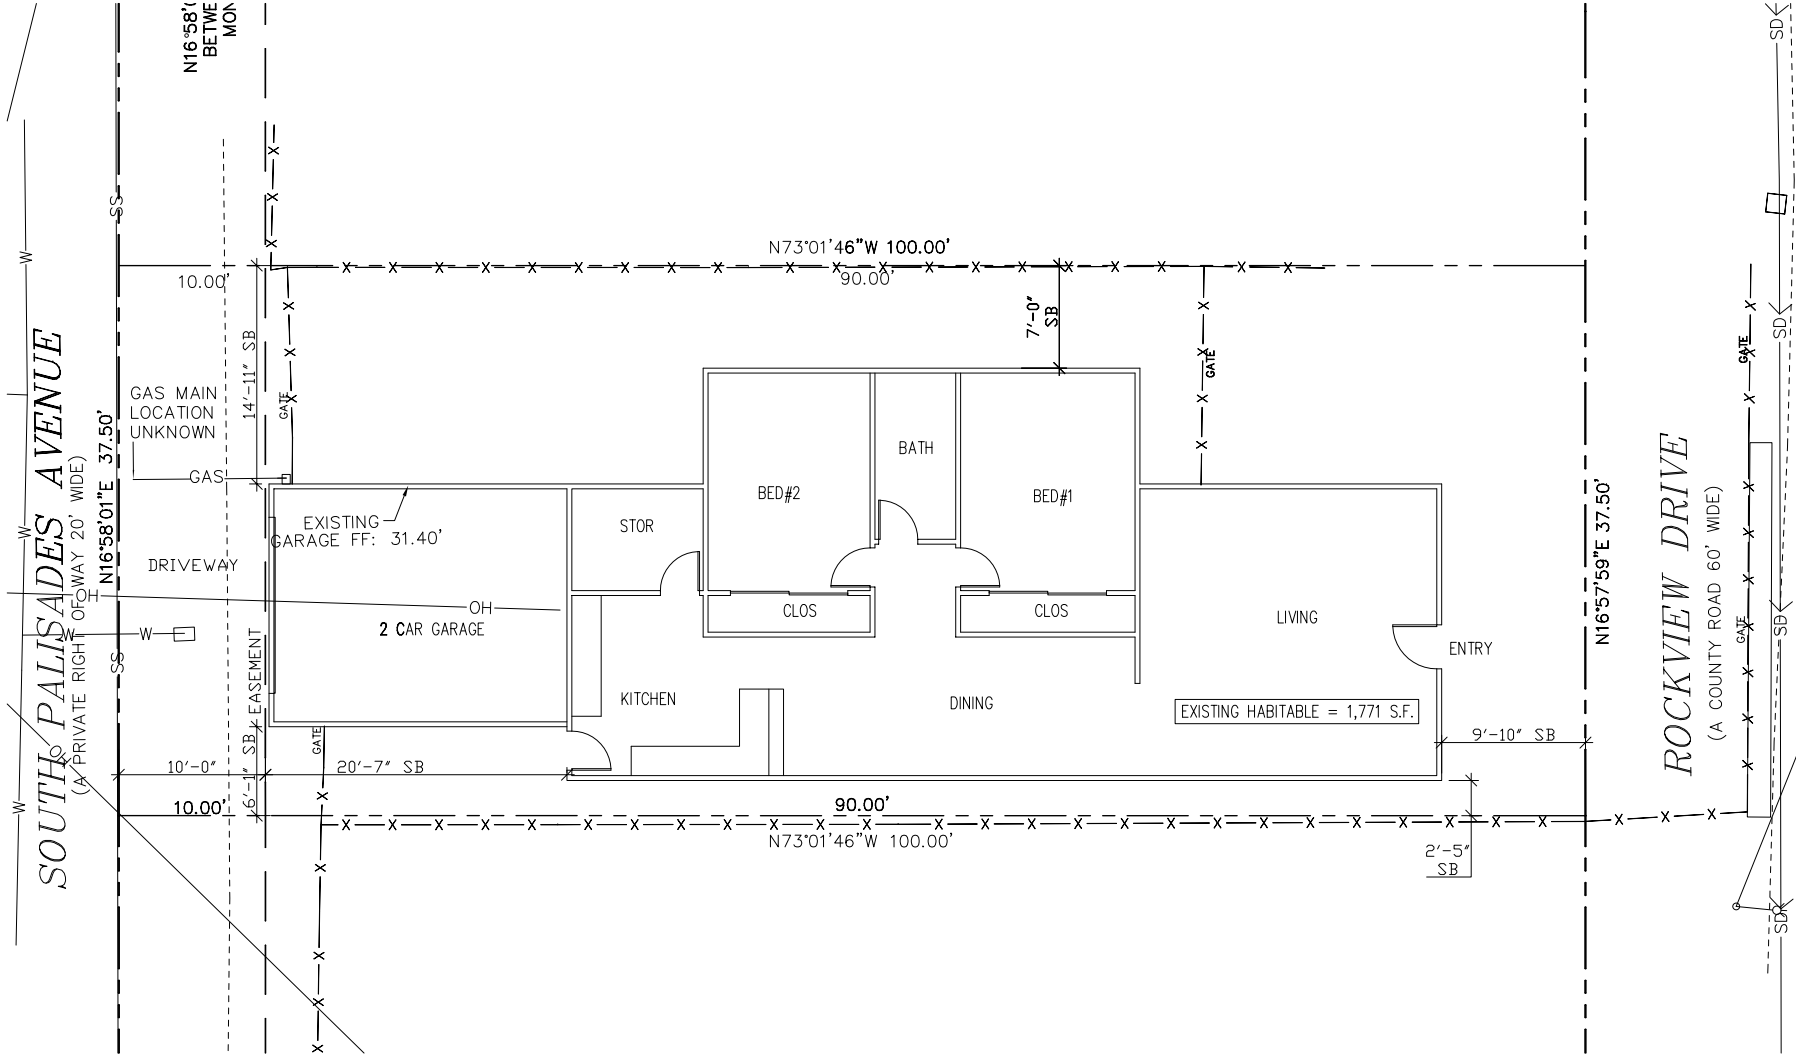 N16°58'
BETWE
MON
SD
SS
W
N73°01'46"W 100.00'
90.00'
10.00'
7'-0"
SB
14'-11" SB
GATE
GATE
GATE
SD
SOUTH PALISADES AVENUE
(A PRIVATE RIGHT OF WAY 20' WIDE)
N16°58'01"E 37.50'
GAS MAIN
LOCATION
UNKNOWN
GAS
W
EXISTING
GARAGE FF: 31.40'
DRIVEWAY
OH
OH
W
W
SS
2 CAR GARAGE
EASEMENT
STOR
BED#2
BATH
BED#1
CLOS
CLOS
LIVING
ENTRY
KITCHEN
DINING
EXISTING HABITABLE = 1,771 S.F.
N16°57'59"E 37.50'
ROCKVIEW DRIVE
(A COUNTY ROAD 60' WIDE)
GATE
SD
GATE
9'-10" SB
10'-0"
20'-7" SB
6'-1" SB
W
10.00'
90.00'
N73°01'46"W 100.00'
2'-5"
SB
SD